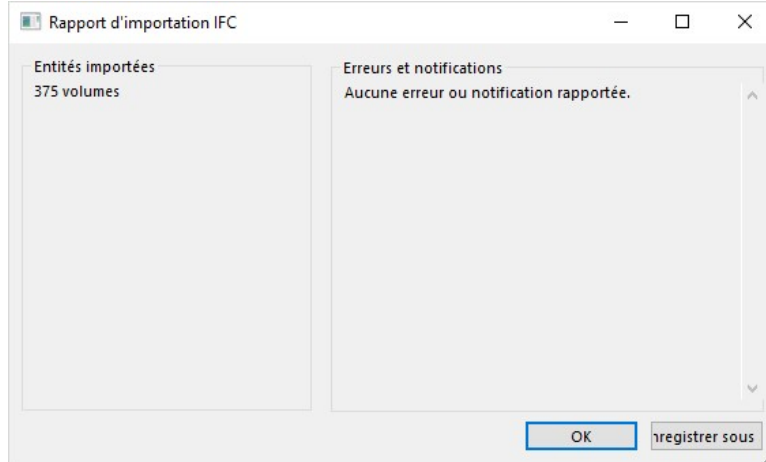 Rapport d'importation IFC
Entités importées
375 volumes
Erreurs et notifications
Aucune erreur ou notification rapportée.
OK
nregistrer sous